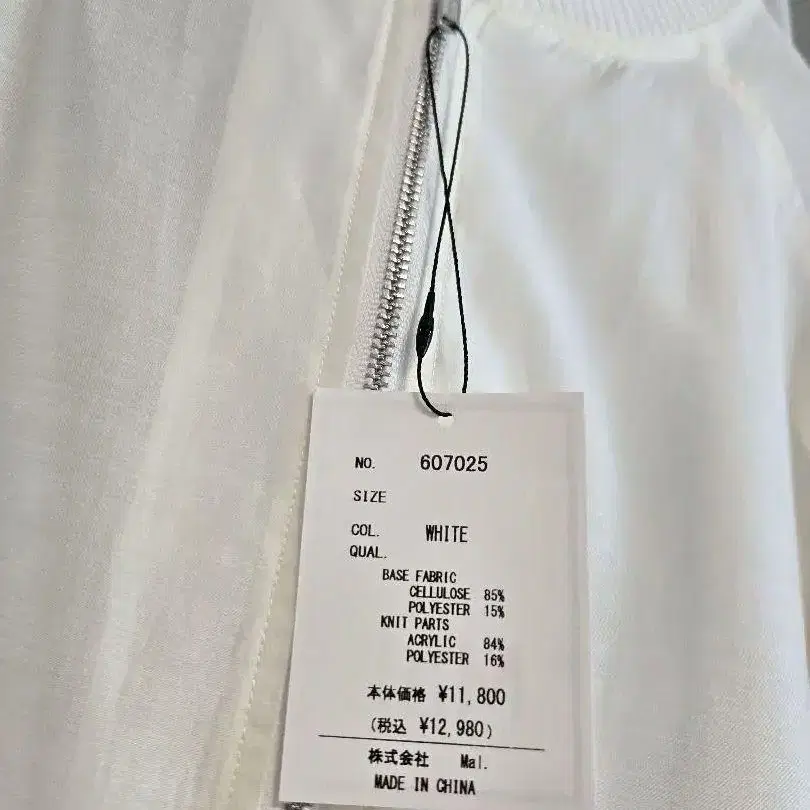 NO. 607025
SIZE
COL. WHITE
QUAL.
BASE FABRIC
CELLULOSE 85%
POLYESTER 15%
KNIT PARTS
ACRYLIC 84%
POLYESTER 16%
本体価格 ¥11,800
(税込 ¥12,980)
株式会社 Mal.
MADE IN CHINA